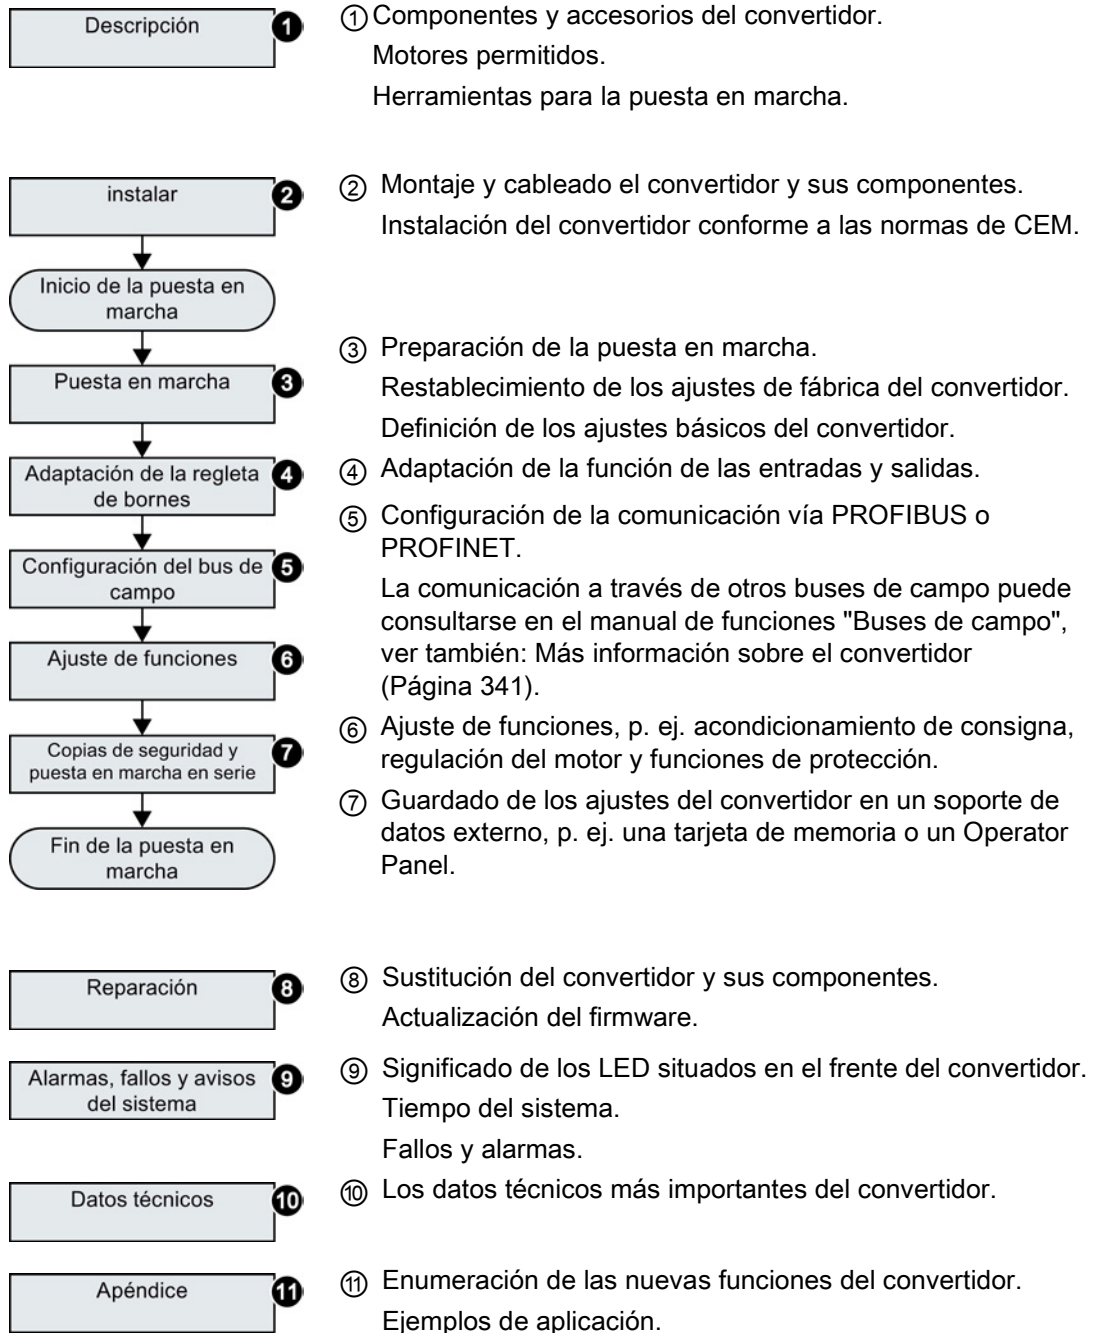 Descripción
❶
① Componentes y accesorios del convertidor.
Motores permitidos.
Herramientas para la puesta en marcha.
instalar
❷
② Montaje y cableado el convertidor y sus componentes.
Instalación del convertidor conforme a las normas de CEM.
Inicio de la puesta en
marcha
Puesta en marcha
❸
③ Preparación de la puesta en marcha.
Restablecimiento de los ajustes de fábrica del convertidor.
Definición de los ajustes básicos del convertidor.
Adaptación de la regleta
de bornes
❹
④ Adaptación de la función de las entradas y salidas.
Configuración del bus de
campo
❺
⑤ Configuración de la comunicación vía PROFIBUS o
PROFINET.
La comunicación a través de otros buses de campo puede
consultarse en el manual de funciones "Buses de campo",
ver también: Más información sobre el convertidor
(Página 341).
Ajuste de funciones
❻
⑥ Ajuste de funciones, p. ej. acondicionamiento de consigna,
regulación del motor y funciones de protección.
Copias de seguridad y
puesta en marcha en serie
❼
⑦ Guardado de los ajustes del convertidor en un soporte de
datos externo, p. ej. una tarjeta de memoria o un Operator
Panel.
Fin de la puesta en
marcha
Reparación
❽
⑧ Sustitución del convertidor y sus componentes.
Actualización del firmware.
Alarmas, fallos y avisos
del sistema
❾
⑨ Significado de los LED situados en el frente del convertidor.
Tiempo del sistema.
Fallos y alarmas.
Datos técnicos
❿
⑩ Los datos técnicos más importantes del convertidor.
Apéndice
⓫
⑪ Enumeración de las nuevas funciones del convertidor.
Ejemplos de aplicación.